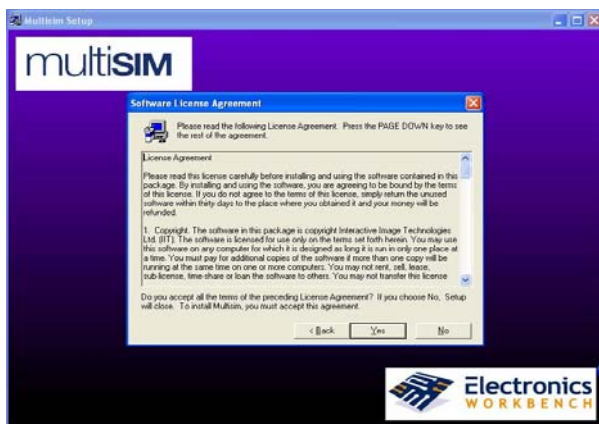 Multisim Setup
multiSIM
Software License Agreement
Please read the following License Agreement. Press the PAGE DOWN key to see
the rest of the agreement.
License Agreement
Please read this license carefully before installing and using the software contained in this
package. By installing and using the software, you are agreeing to be bound by the terms
of this license. If you do not agree to the terms of this license, simply return the unused
software within thirty days to the place where you obtained it and your money will be
refunded.
1. Copyright. The software in this package is copyright Interactive Image Technologies
Ltd. (IIT). The software is licensed for use only on the terms set forth herein. You may use
this software on any computer for which it is designed as long it is run in only one place at
a time. You must pay for additional copies of the software if more than one copy will be
running at the same time on one or more computers. You may not rent, sell, lease,
sub-license, time-share or loan the software to others. You may not transfer this license
Do you accept all the terms of the preceding License Agreement? If you choose No, Setup
will close. To install Multisim, you must accept this agreement.
< Back
Yes
No
Electronics
WORKBENCH